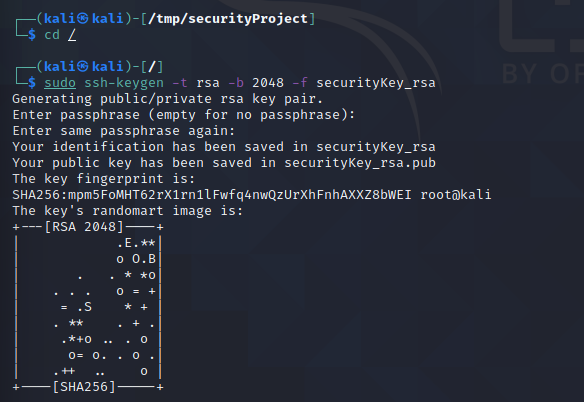 ┌──(kali㉿kali)-[/tmp/securityProject]
└─$ cd /
┌──(kali㉿kali)-[/]
└─$ sudo ssh-keygen -t rsa -b 2048 -f securityKey_rsa
Generating public/private rsa key pair.
Enter passphrase (empty for no passphrase):
Enter same passphrase again:
Your identification has been saved in securityKey_rsa
Your public key has been saved in securityKey_rsa.pub
The key fingerprint is:
SHA256:mpm5FoMHT62rX1rn1lFwfq4nwQzUrXhFnhAXXZ8bWEI root@kali
The key's randomart image is:
+---[RSA 2048]----+
|            .E.**|
|            o O.B|
|       .   . * *o|
|    . . .   o = +|
|     = .S    * + |
|    . **    . + .|
|     .*+o .. . o |
|      o= o. . o .|
|    .++  ..    o |
+----[SHA256]-----+
BY OF